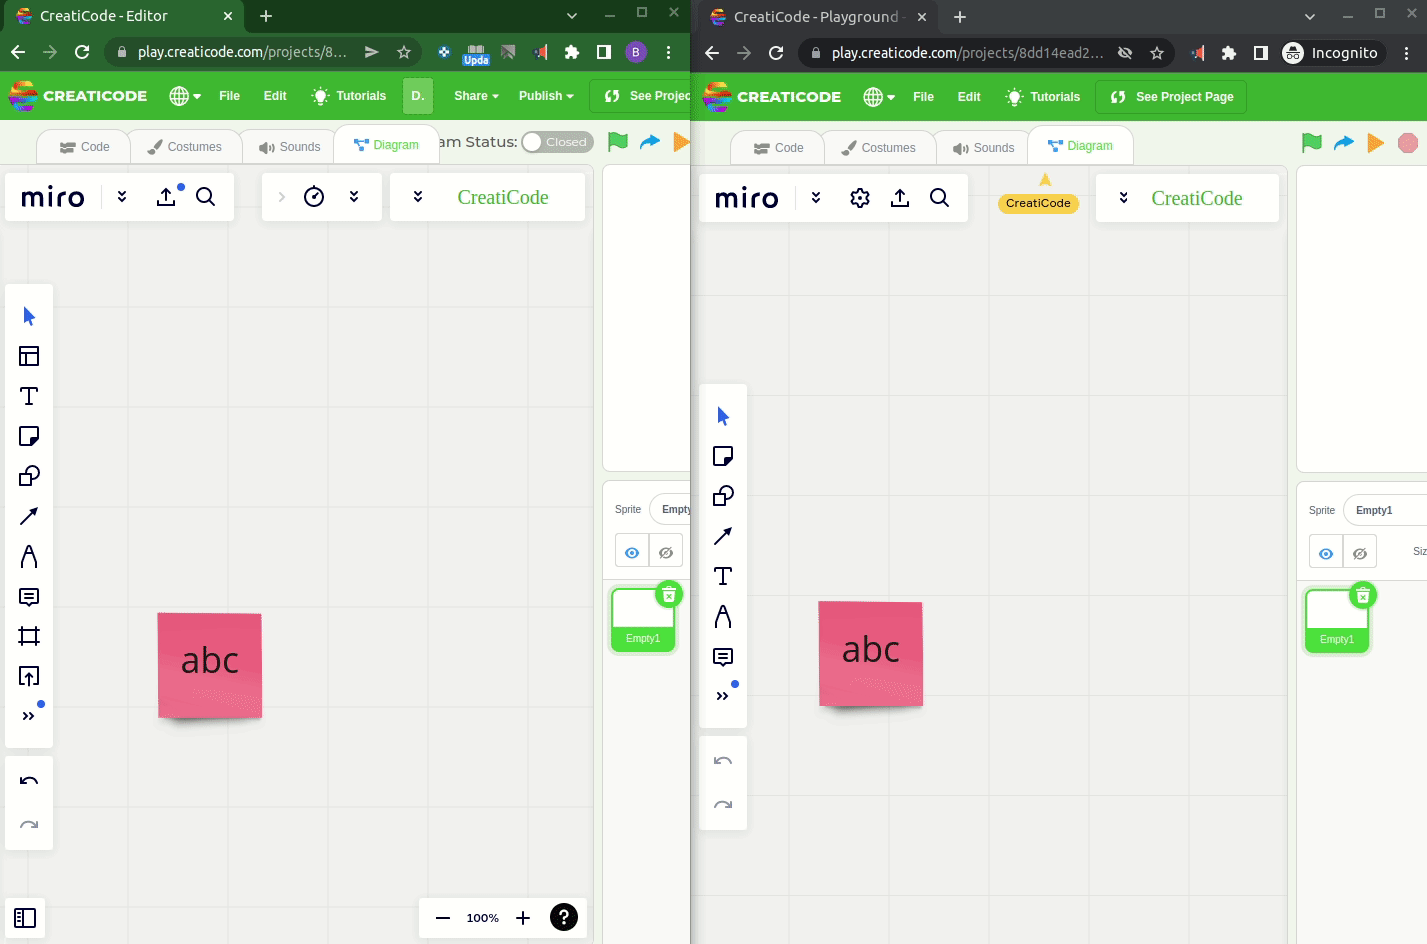 CreatiCode - Editor
play.creaticode.com/projects/8...
Upda
B
CREATICODE File Edit Tutorials D. Share Publish See Projec
Code Costumes Sounds Diagram am Status: Closed
miro CreatiCode
abc
Sprite Empty
Empty1
100% ?
CreatiCode - Playground -
play.creaticode.com/projects/8dd14ead2... Incognito
CREATICODE File Edit Tutorials See Project Page
Code Costumes Sounds Diagram
miro CreatiCode CreatiCode
abc
Sprite Empty1
Siz
Empty1